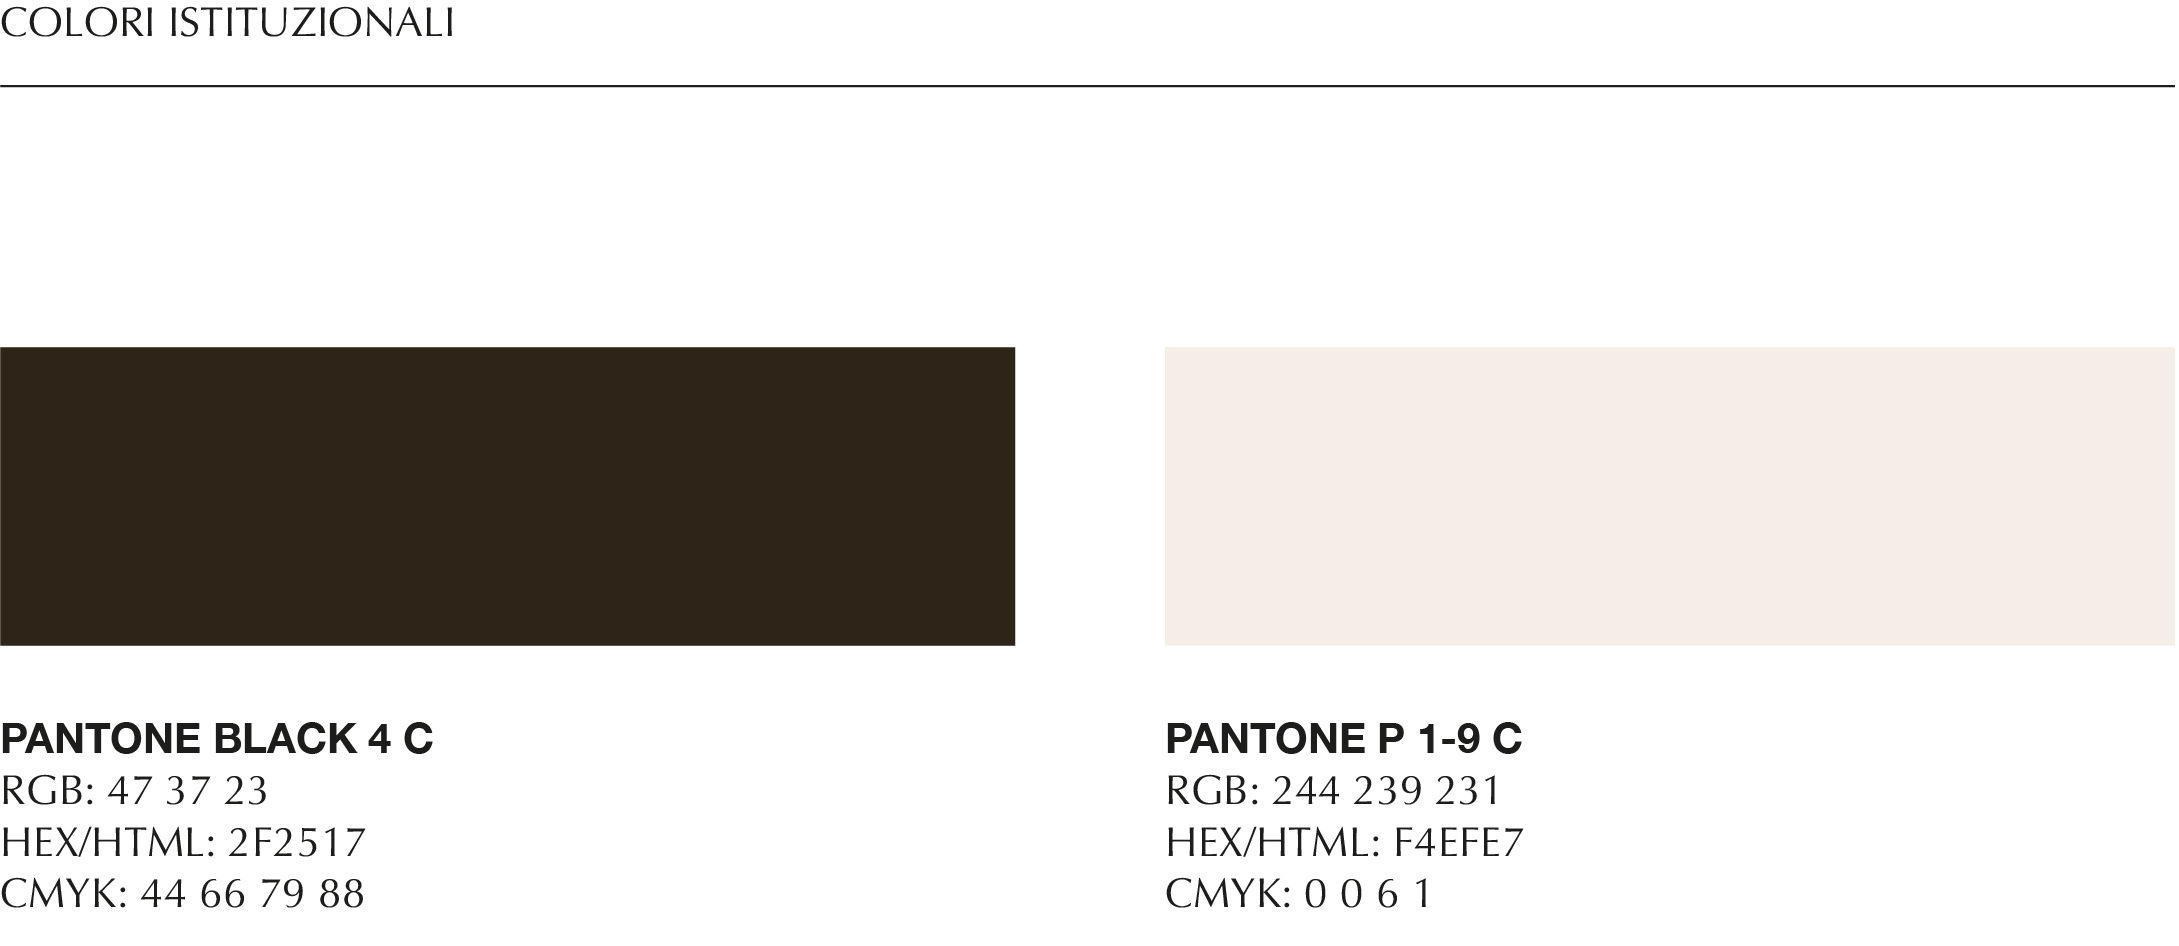 COLORI ISTITUZIONALI
PANTONE BLACK 4 C
RGB: 47 37 23
HEX/HTML: 2F2517
CMYK: 44 66 79 88
PANTONE P 1-9 C
RGB: 244 239 231
HEX/HTML: F4EFE7
CMYK: 0 0 6 1